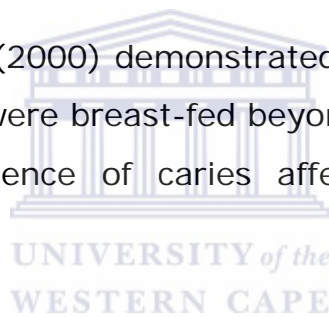 (2000) demonstrated
were breast-fed beyon
ence of caries affe
UNIVERSITY of the
WESTERN CAPE